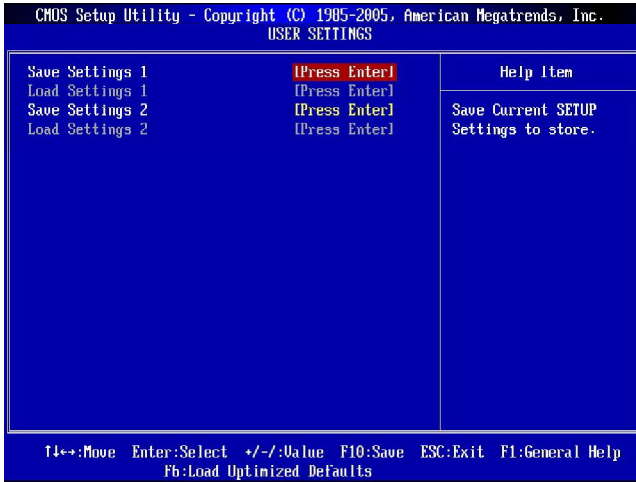 CMOS Setup Utility - Copyright (C) 1985-2005, American Megatrends, Inc.
USER SETTINGS
Save Settings 1 [Press Enter]
Load Settings 1 [Press Enter]
Save Settings 2 [Press Enter]
Load Settings 2 [Press Enter]
Help Item
Save Current SETUP
Settings to store.
↑↓←→:Move Enter:Select +/-/:Value F10:Save ESC:Exit F1:General Help
F6:Load Optimized Defaults